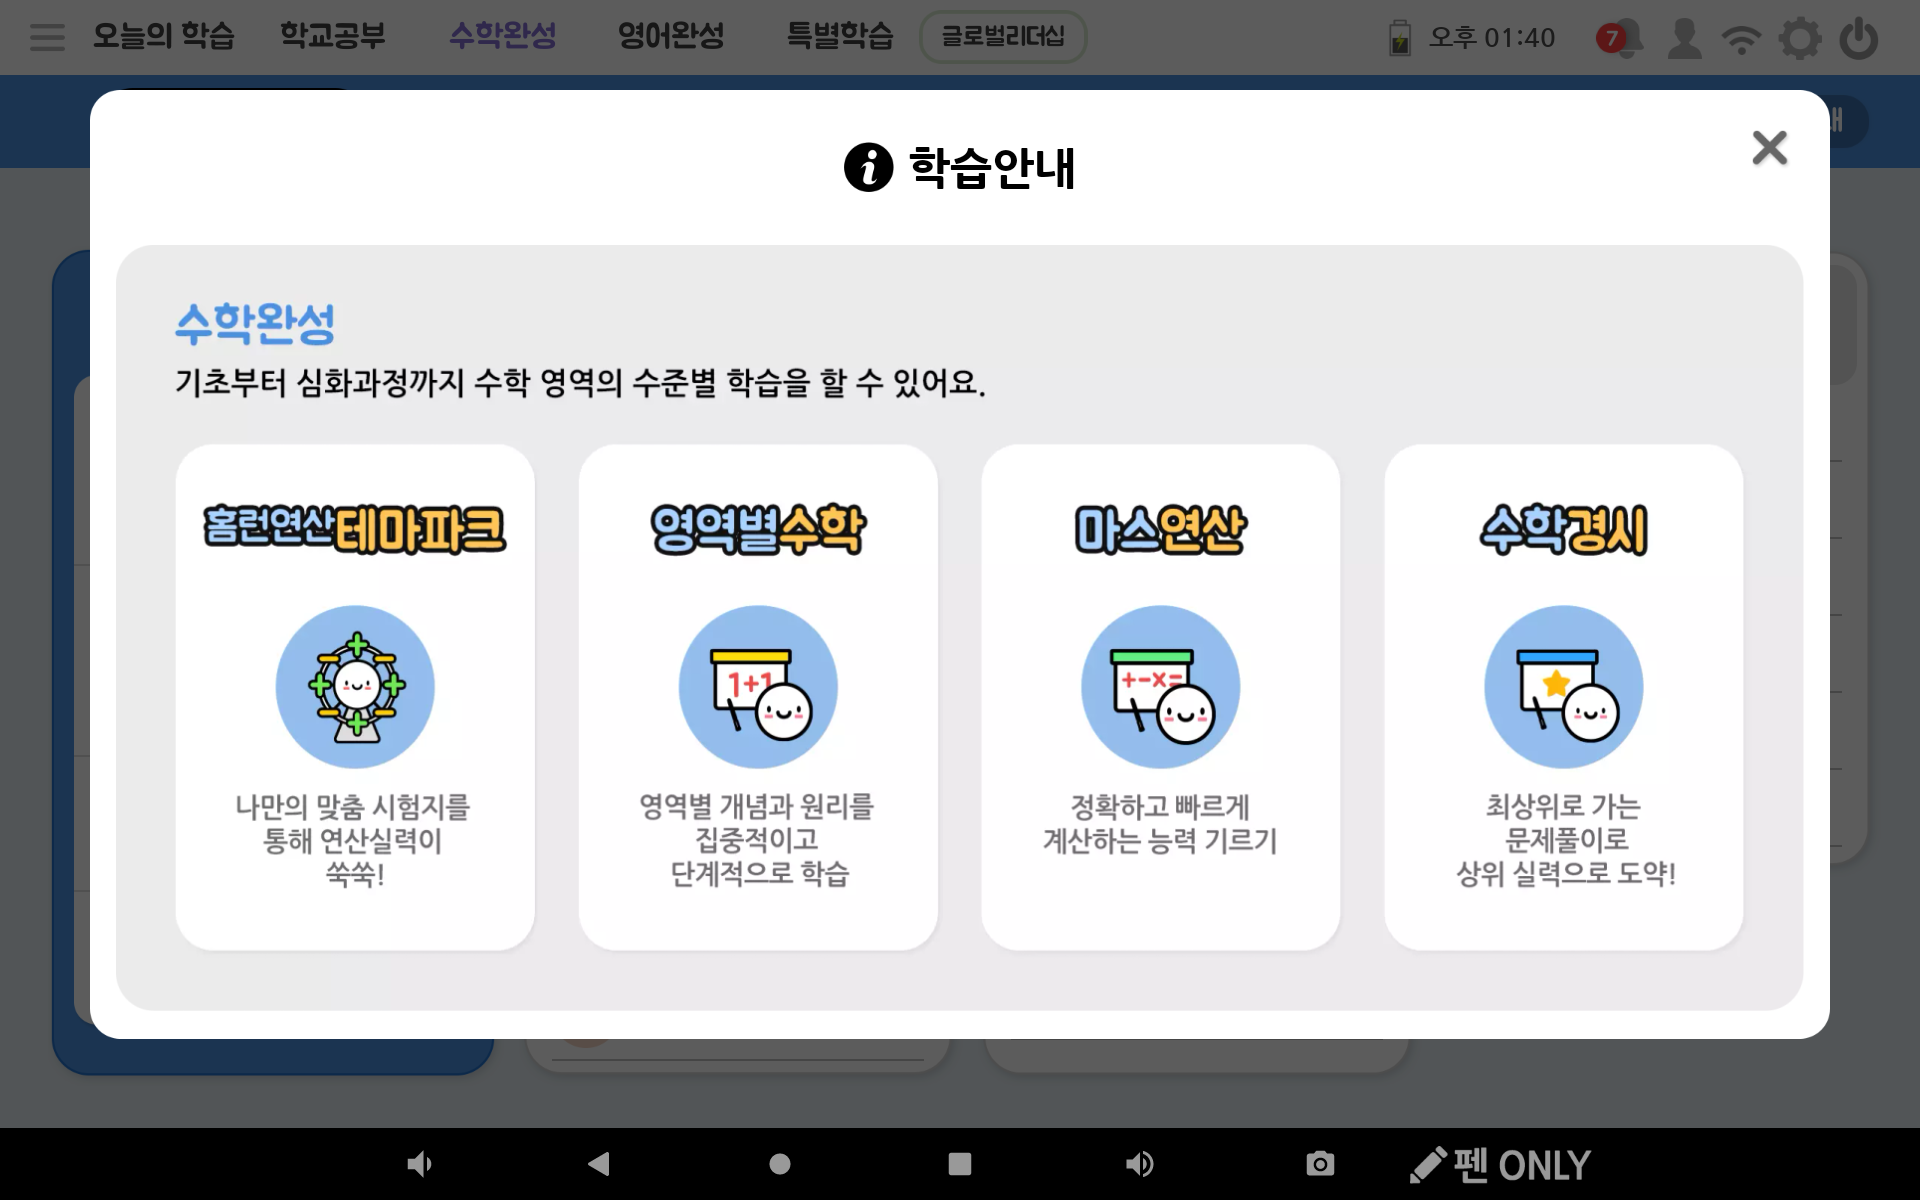 오늘의 학습 학교공부 수학완성 영어완성 특별학습 글로벌리더십 오후 01:40 7
내
학습안내
수학완성
기초부터 심화과정까지 수학 영역의 수준별 학습을 할 수 있어요.
홈런연산테마파크
나만의 맞춤 시험지를
통해 연산실력이
쑥쑥!
영역별수학
1+1
영역별 개념과 원리를
집중적이고
단계적으로 학습
마스연산
+-×=
정확하고 빠르게
계산하는 능력 기르기
수학경시
최상위로 가는
문제풀이로
상위 실력으로 도약!
펜 ONLY